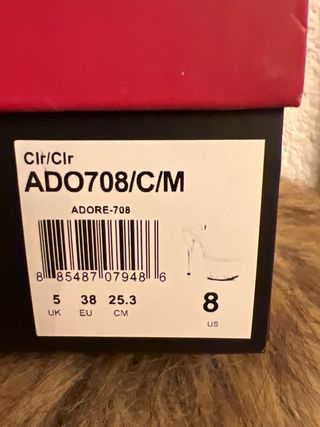 Clr/Clr
ADO708/C/M
ADORE-708
8 85487 07948 6
5 38 25.3 8
UK EU CM US